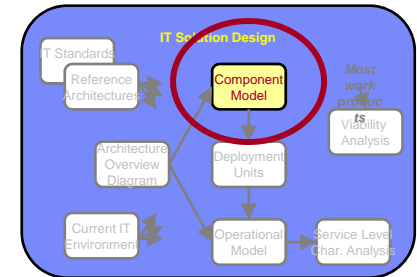 IT Solution Design
IT Standards
Reference
Architectures
Component
Model
Most
work
produc
ts
Viability
Analysis
Architecture
Overview
Diagram
Deployment
Units
Current IT
Environment
Operational
Model
Service Level
Char. Analysis